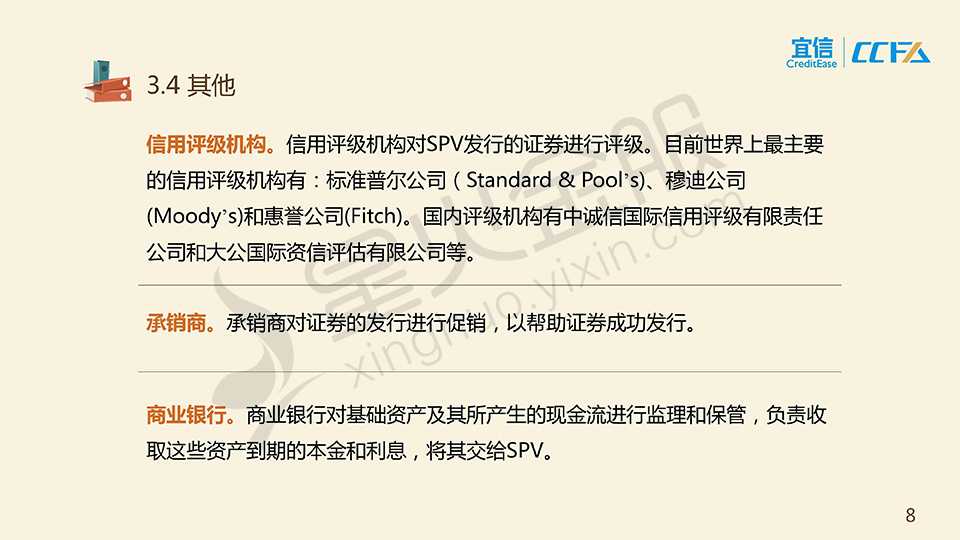 宜信
CreditEase
CCFA
3.4 其他
信用评级机构。信用评级机构对SPV发行的证券进行评级。目前世界上最主要
的信用评级机构有：标准普尔公司（Standard & Pool's)、穆迪公司
(Moody's)和惠誉公司(Fitch)。国内评级机构有中诚信国际信用评级有限责任
公司和大公国际资信评估有限公司等。
承销商。承销商对证券的发行进行促销，以帮助证券成功发行。
商业银行。商业银行对基础资产及其所产生的现金流进行监理和保管，负责收
取这些资产到期的本金和利息，将其交给SPV。
星火金服
xinghuo.yixin.com
8